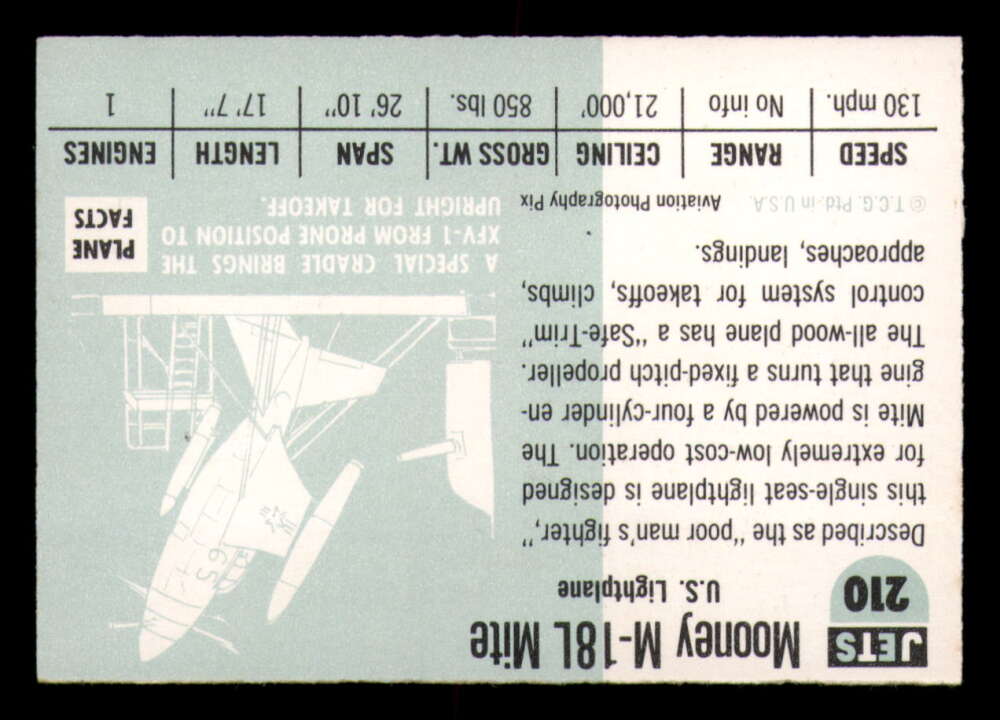 JETS
210
Mooney M-18L Mite
U.S. Lightplane
Described as the "poor man's fighter,"
this single-seat lightplane is designed
for extremely low-cost operation. The
Mite is powered by a four-cylinder en-
gine that turns a fixed-pitch propeller.
The all-wood plane has a "Safe-Trim"
control system for takeoffs, climbs,
approaches, landings.
© T.C.G. Ptd. in U.S.A. Aviation Photography Pix
PLANE
FACTS
A SPECIAL CRADLE BRINGS THE
XFV-1 FROM PRONE POSITION TO
UPRIGHT FOR TAKEOFF.
SPEED RANGE CEILING GROSS WT. SPAN LENGTH ENGINES
130 mph. No info 21,000' 850 lbs. 26' 10" 17' 7" 1